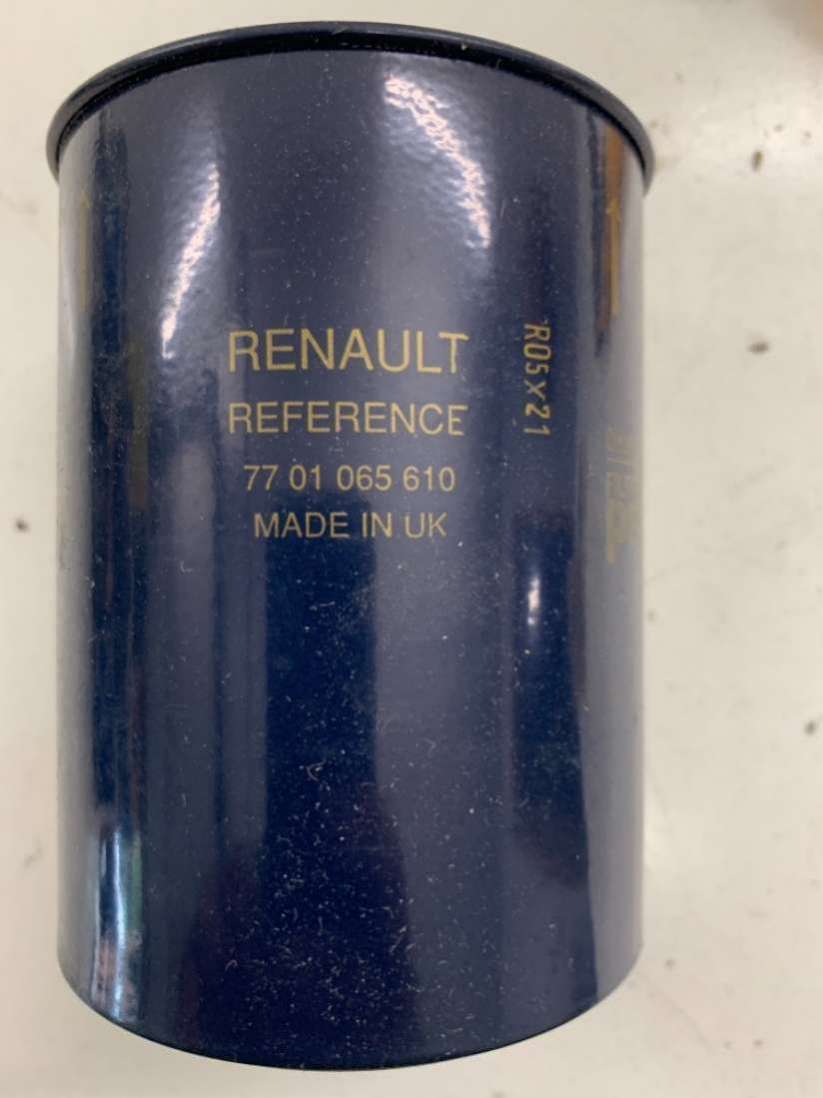 RENAULT
REFERENCE
77 01 065 610
MADE IN UK
R05x21